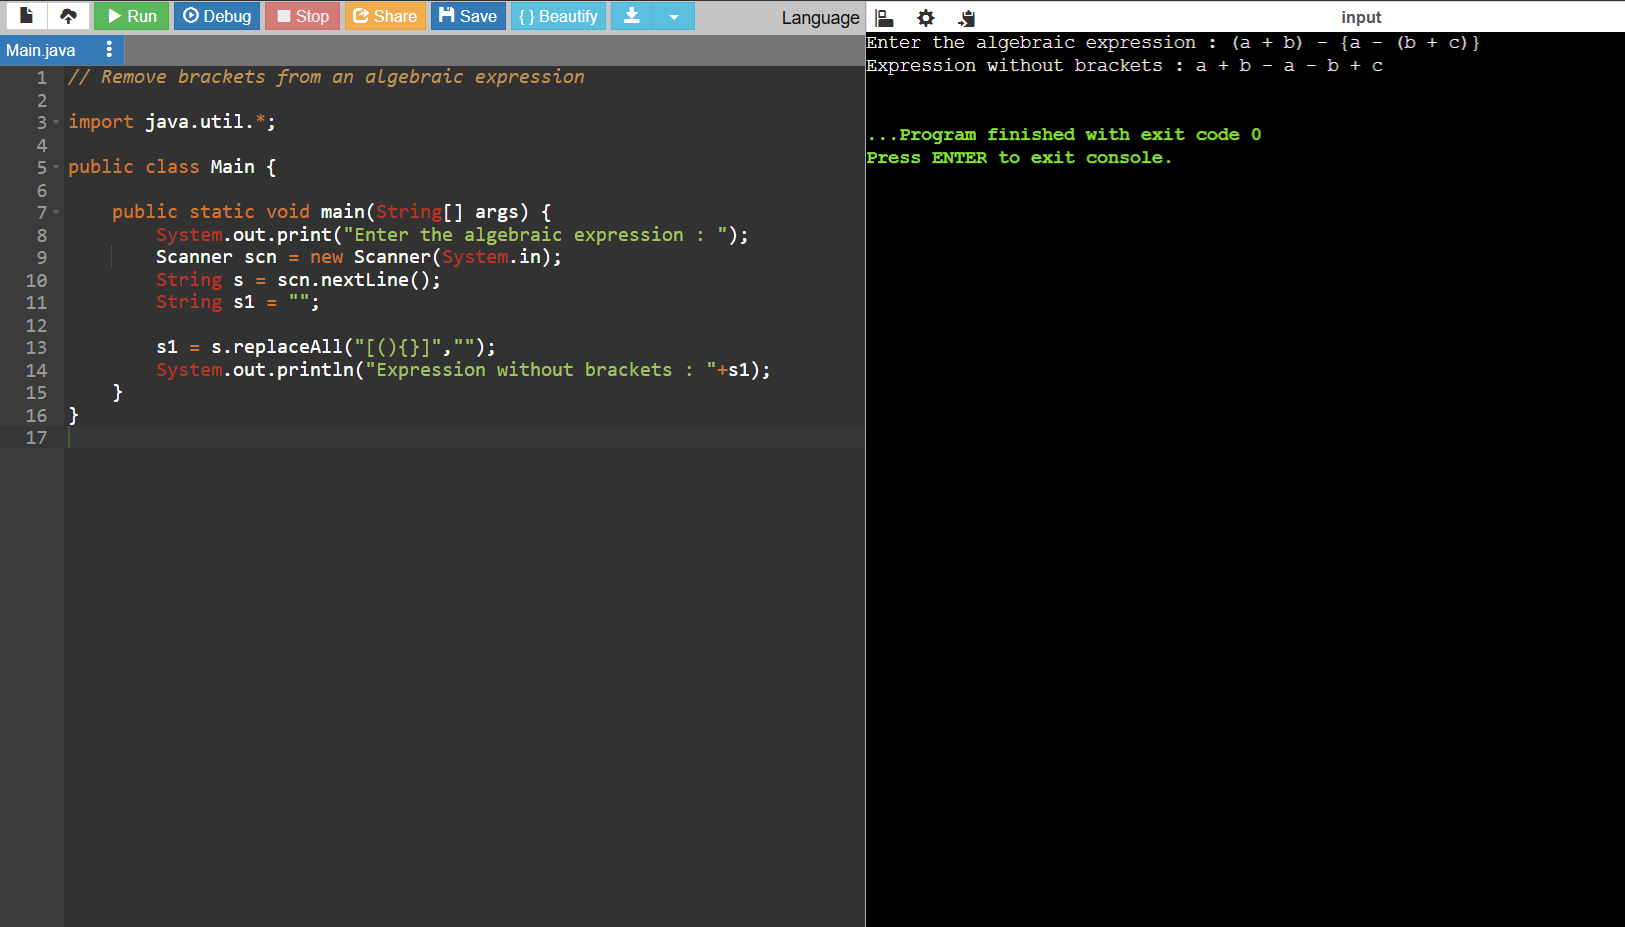 Run Debug Stop Share Save { } Beautify Language
input
Main.java
1 // Remove brackets from an algebraic expression
2
3 import java.util.*;
4
5 public class Main {
6
7     public static void main(String[] args) {
8         System.out.print("Enter the algebraic expression : ");
9         Scanner scn = new Scanner(System.in);
10         String s = scn.nextLine();
11         String s1 = "";
12
13         s1 = s.replaceAll("[(){}]","");
14         System.out.println("Expression without brackets : "+s1);
15     }
16 }
17
Enter the algebraic expression : (a + b) - {a - (b + c)}
Expression without brackets : a + b - a - b + c
...Program finished with exit code 0
Press ENTER to exit console.